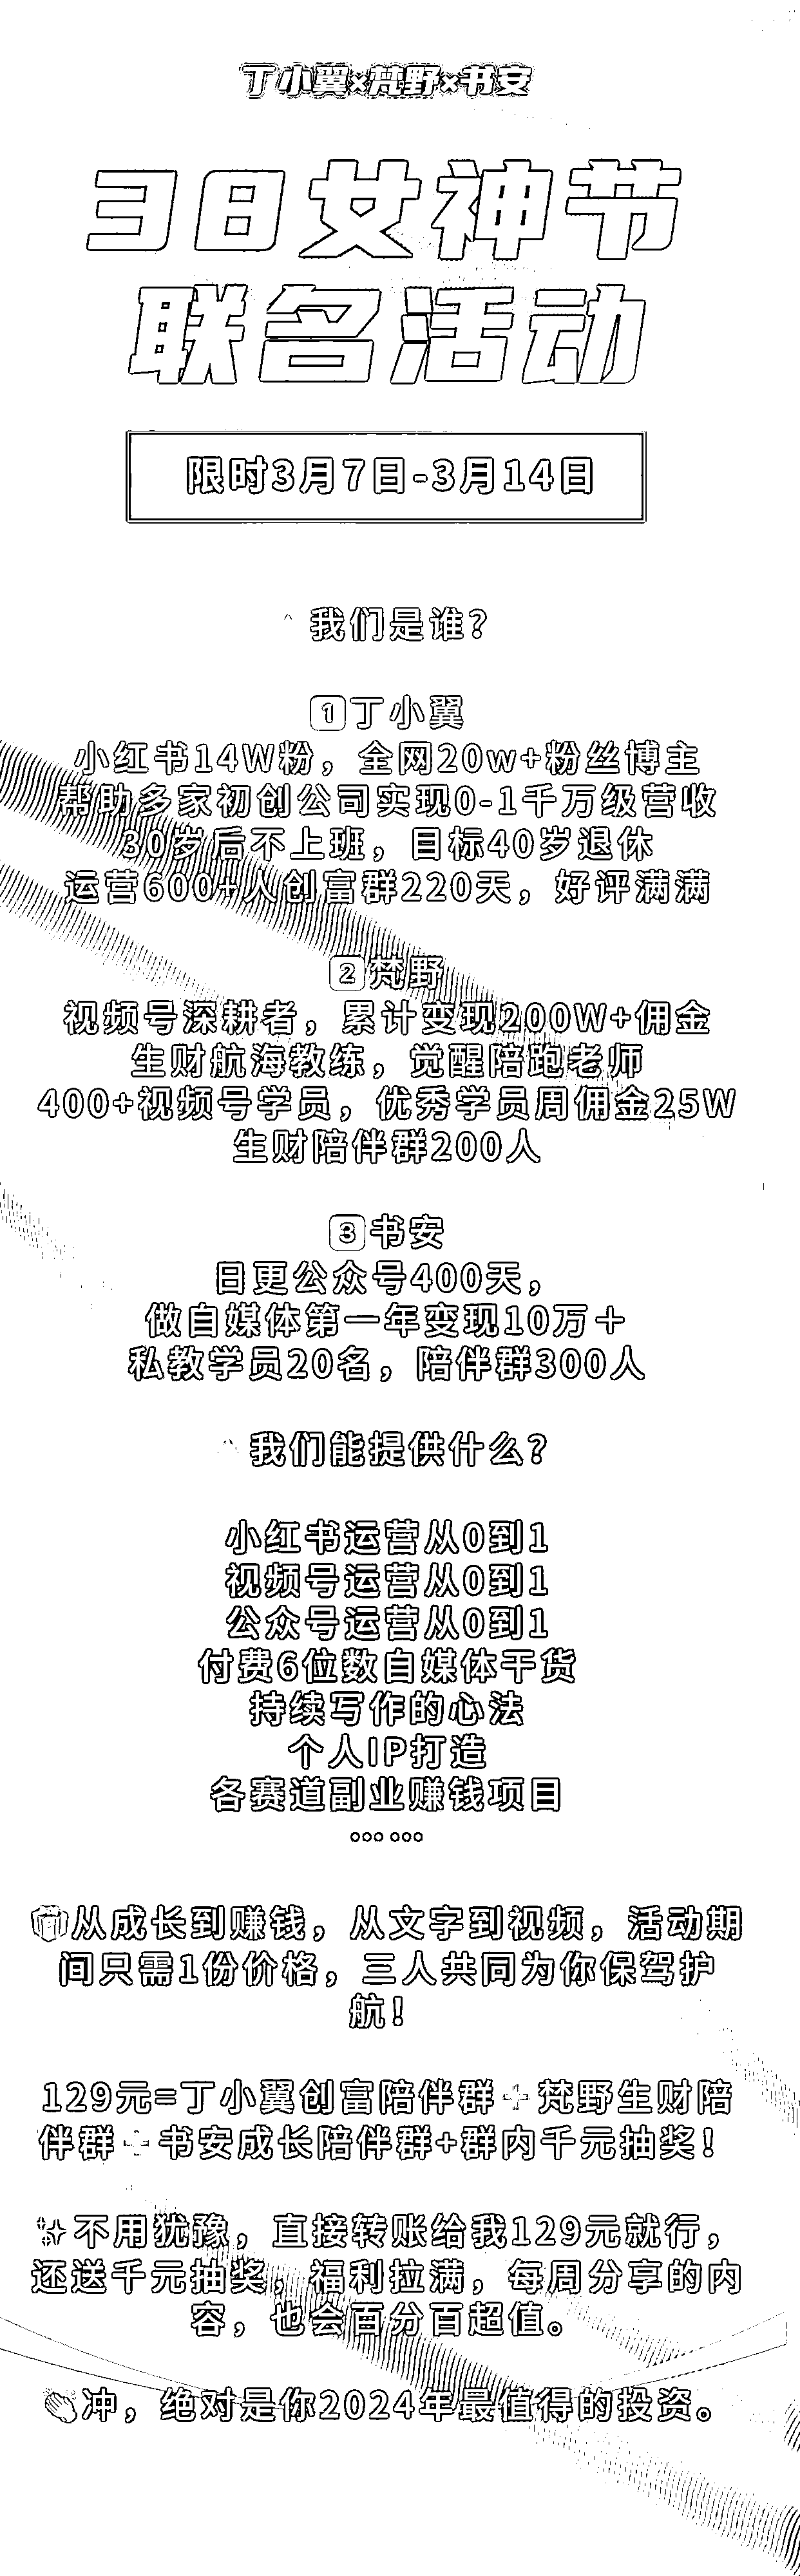 丁小翼×梵野×书安
38女神节
联名活动
限时3月7日-3月14日
我们是谁？
1丁小翼
小红书14W粉，全网20w+粉丝博主
帮助多家初创公司实现0-1千万级营收
30岁后不上班，目标40岁退休
运营600+人创富群220天，好评满满
2梵野
视频号深耕者，累计变现200W+佣金
生财航海教练，觉醒陪跑老师
400+视频号学员，优秀学员周佣金25W
生财陪伴群200人
3书安
日更公众号400天，
做自媒体第一年变现10万＋
私教学员20名，陪伴群300人
我们能提供什么？
小红书运营从0到1
视频号运营从0到1
公众号运营从0到1
付费6位数自媒体干货
持续写作的心法
个人IP打造
各赛道副业赚钱项目
……
🎁从成长到赚钱，从文字到视频，活动期
间只需1份价格，三人共同为你保驾护
航！
129元=丁小翼创富陪伴群➕梵野生财陪
伴群➕书安成长陪伴群+群内千元抽奖！
✨不用犹豫，直接转账给我129元就行，
还送千元抽奖，福利拉满，每周分享的内
容，也会百分百超值。
👏冲，绝对是你2024年最值得的投资。